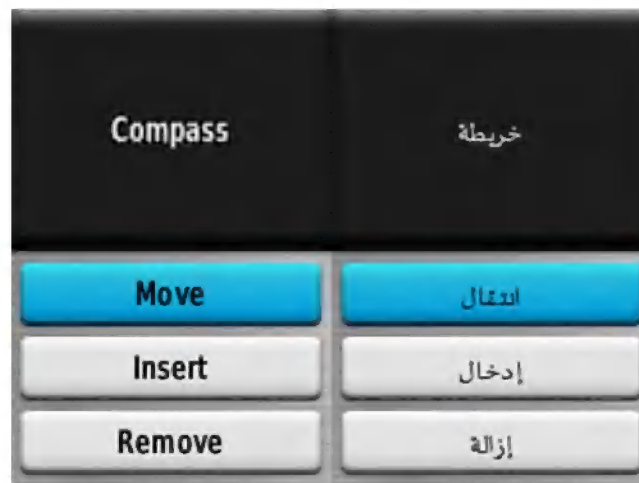 Compass
خريطة
Move
انتقال
Insert
إدخال
Remove
إزالة